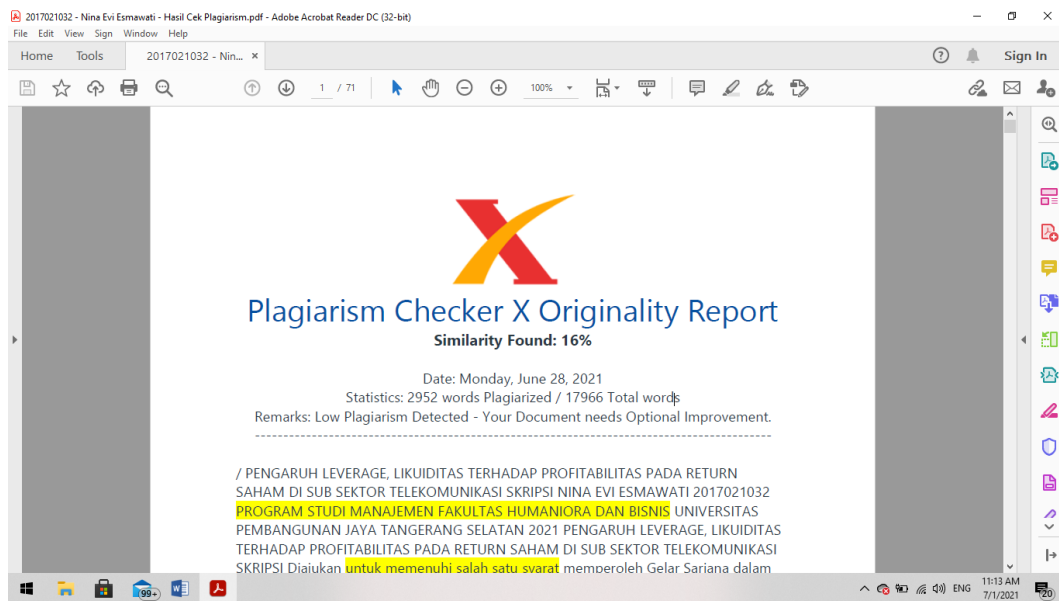 2017021032 - Nina Evi Esmawati - Hasil Cek Plagiarism.pdf - Adobe Acrobat Reader DC (32-bit)
File Edit View Sign Window Help
Home Tools 2017021032 - Nin... × Sign In
1 / 71 100%
Plagiarism Checker X Originality Report
Similarity Found: 16%
Date: Monday, June 28, 2021
Statistics: 2952 words Plagiarized / 17966 Total words
Remarks: Low Plagiarism Detected - Your Document needs Optional Improvement.
-------------------------------------------------------------------------------------------
/ PENGARUH LEVERAGE, LIKUIDITAS TERHADAP PROFITABILITAS PADA RETURN
SAHAM DI SUB SEKTOR TELEKOMUNIKASI SKRIPSI NINA EVI ESMAWATI 2017021032
PROGRAM STUDI MANAJEMEN FAKULTAS HUMANIORA DAN BISNIS UNIVERSITAS
PEMBANGUNAN JAYA TANGERANG SELATAN 2021 PENGARUH LEVERAGE, LIKUIDITAS
TERHADAP PROFITABILITAS PADA RETURN SAHAM DI SUB SEKTOR TELEKOMUNIKASI
SKRIPSI Diajukan untuk memenuhi salah satu syarat memperoleh Gelar Sarjana dalam
99+ ENG 11:13 AM
7/1/2021 20